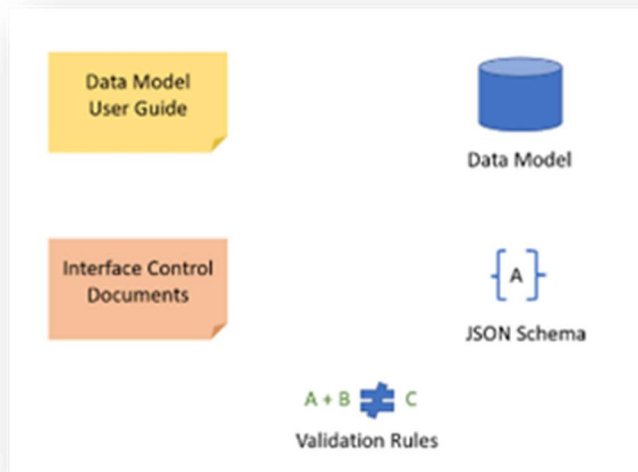 Data Model
User Guide
Data Model
Interface Control
Documents
A
JSON Schema
A + B ≠ C
Validation Rules